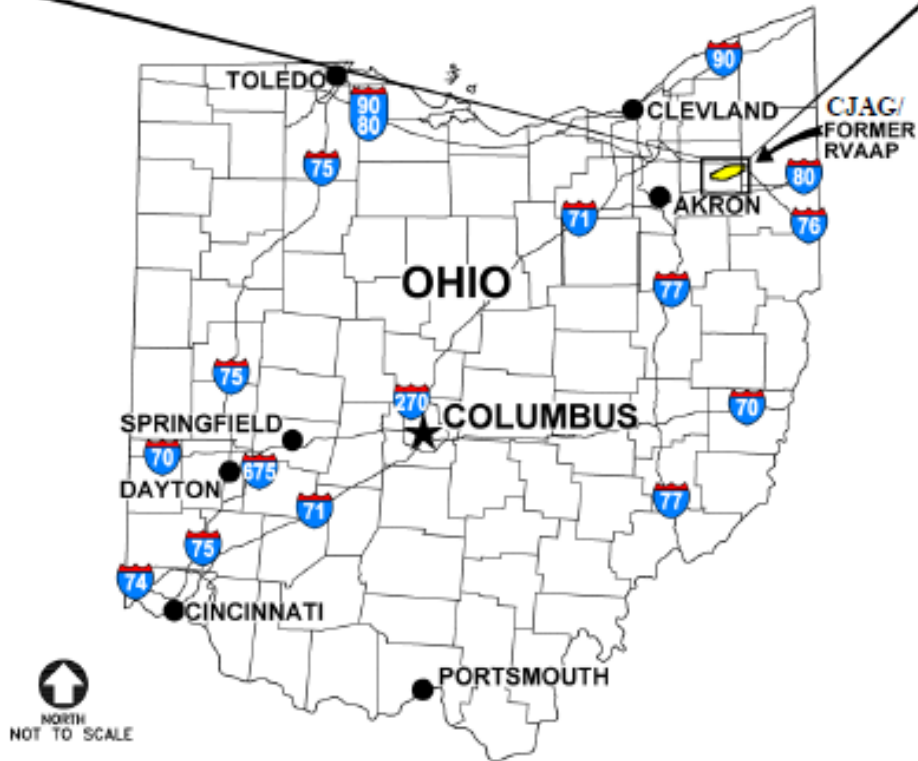 90
TOLEDO
90
80
CLEVLAND
CJAG/
FORMER
RVAAP
75
80
AKRON
71
76
OHIO
77
75
270
70
COLUMBUS
SPRINGFIELD
70
675
DAYTON
77
71
75
74
CINCINNATI
PORTSMOUTH
NORTH
NOT TO SCALE